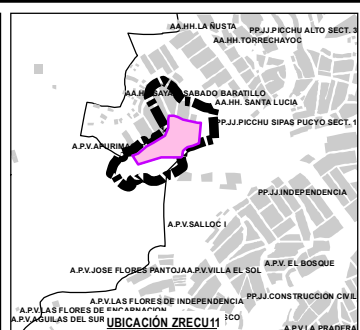 AA.HH.LA ÑUSTA
PP.JJ.PICCHU ALTO SECT. 3
AA.HH.TORRECHAYOC
SABADO BARATILLO
AA.HH. SANTA LUCIA
PP.JJ.PICCHU SIPAS PUCYO SECT. 1
A.P.V.APURIMA
PP.JJ.INDEPENDENCIA
A.P.V.SALLOC I
A.P.V. EL BOSQUE
A.P.V.JOSE FLORES PANTOJA
A.P.V.VILLA EL SOL
A.P.V.LAS FLORES DE INDEPENDENCIA
PP.JJ.CONSTRUCCION CIVIL
A.P.V.LAS FLORES DE ENCARNACION
A.P.V.AGUILAS DEL SUR
UBICACIÓN ZRECU11
SCO
A.P.V.LA PRADERA